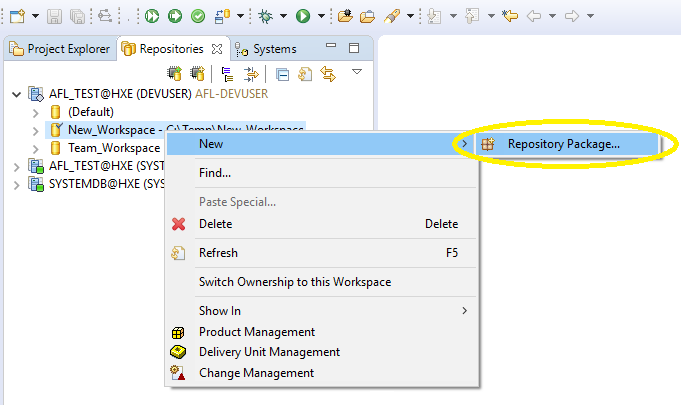 Project Explorer
Repositories
Systems
AFL_TEST@HXE (DEVUSER) AFL-DEVUSER
(Default)
New_Workspace - C:\Temp\New_Workspace
Team_Workspace
AFL_TEST@HXE (SYST
SYSTEMDB@HXE (SYS
New
Repository Package...
Find...
Paste Special...
Delete Delete
Refresh F5
Switch Ownership to this Workspace
Show In
Product Management
Delivery Unit Management
Change Management